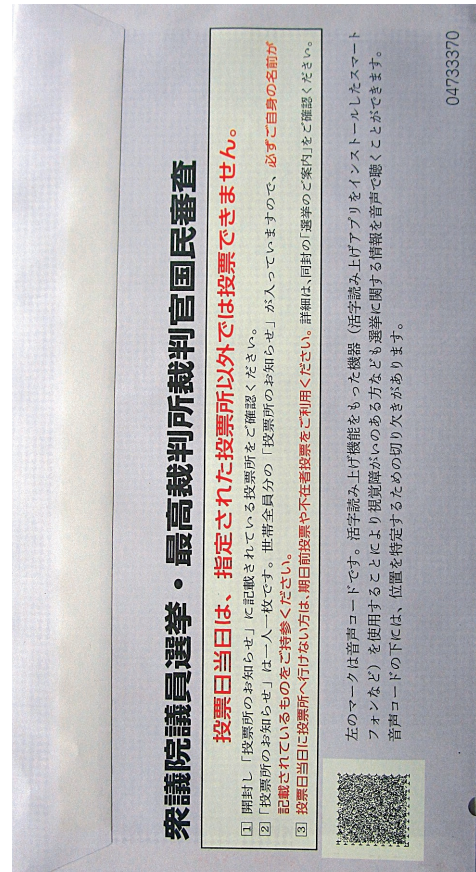 衆議院議員選挙・最高裁判所裁判官国民審査
投票日当日は、指定された投票所以外では投票できません。
1 開封し「投票所のお知らせ」に記載されている投票所をご確認ください。
2 「投票所のお知らせ」は一人一枚です。世帯全員分の「投票所のお知らせ」が入っていますので、必ずご自身の名前が
記載されているものをご持参ください。
3 投票日当日に投票所へ行けない方は、期日前投票や不在者投票をご利用ください。詳細は、同封の「選挙のご案内」をご確認ください。
左のマークは音声コードです。活字読み上げ機能をもった機器（活字読み上げアプリをインストールしたスマート
フォンなど）を使用することにより視覚障がいのある方なども選挙に関する情報を音声で聴くことができます。
音声コードの下には、位置を特定するための切り欠きがあります。
04733370